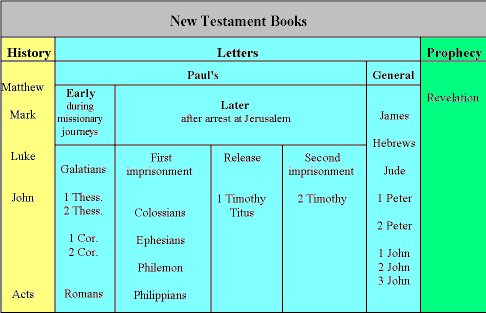 New Testament Books
History
Letters
Prophecy
Matthew
Mark
Luke
John
Acts
Paul's
General
Early
during
missionary
journeys
Later
after arrest at Jerusalem
Galatians
1 Thess.
2 Thess.
1 Cor.
2 Cor.
Romans
First
imprisonment
Colossians
Ephesians
Philemon
Philippians
Release
1 Timothy
Titus
Second
imprisonment
2 Timothy
James
Hebrews
Jude
1 Peter
2 Peter
1 John
2 John
3 John
Revelation